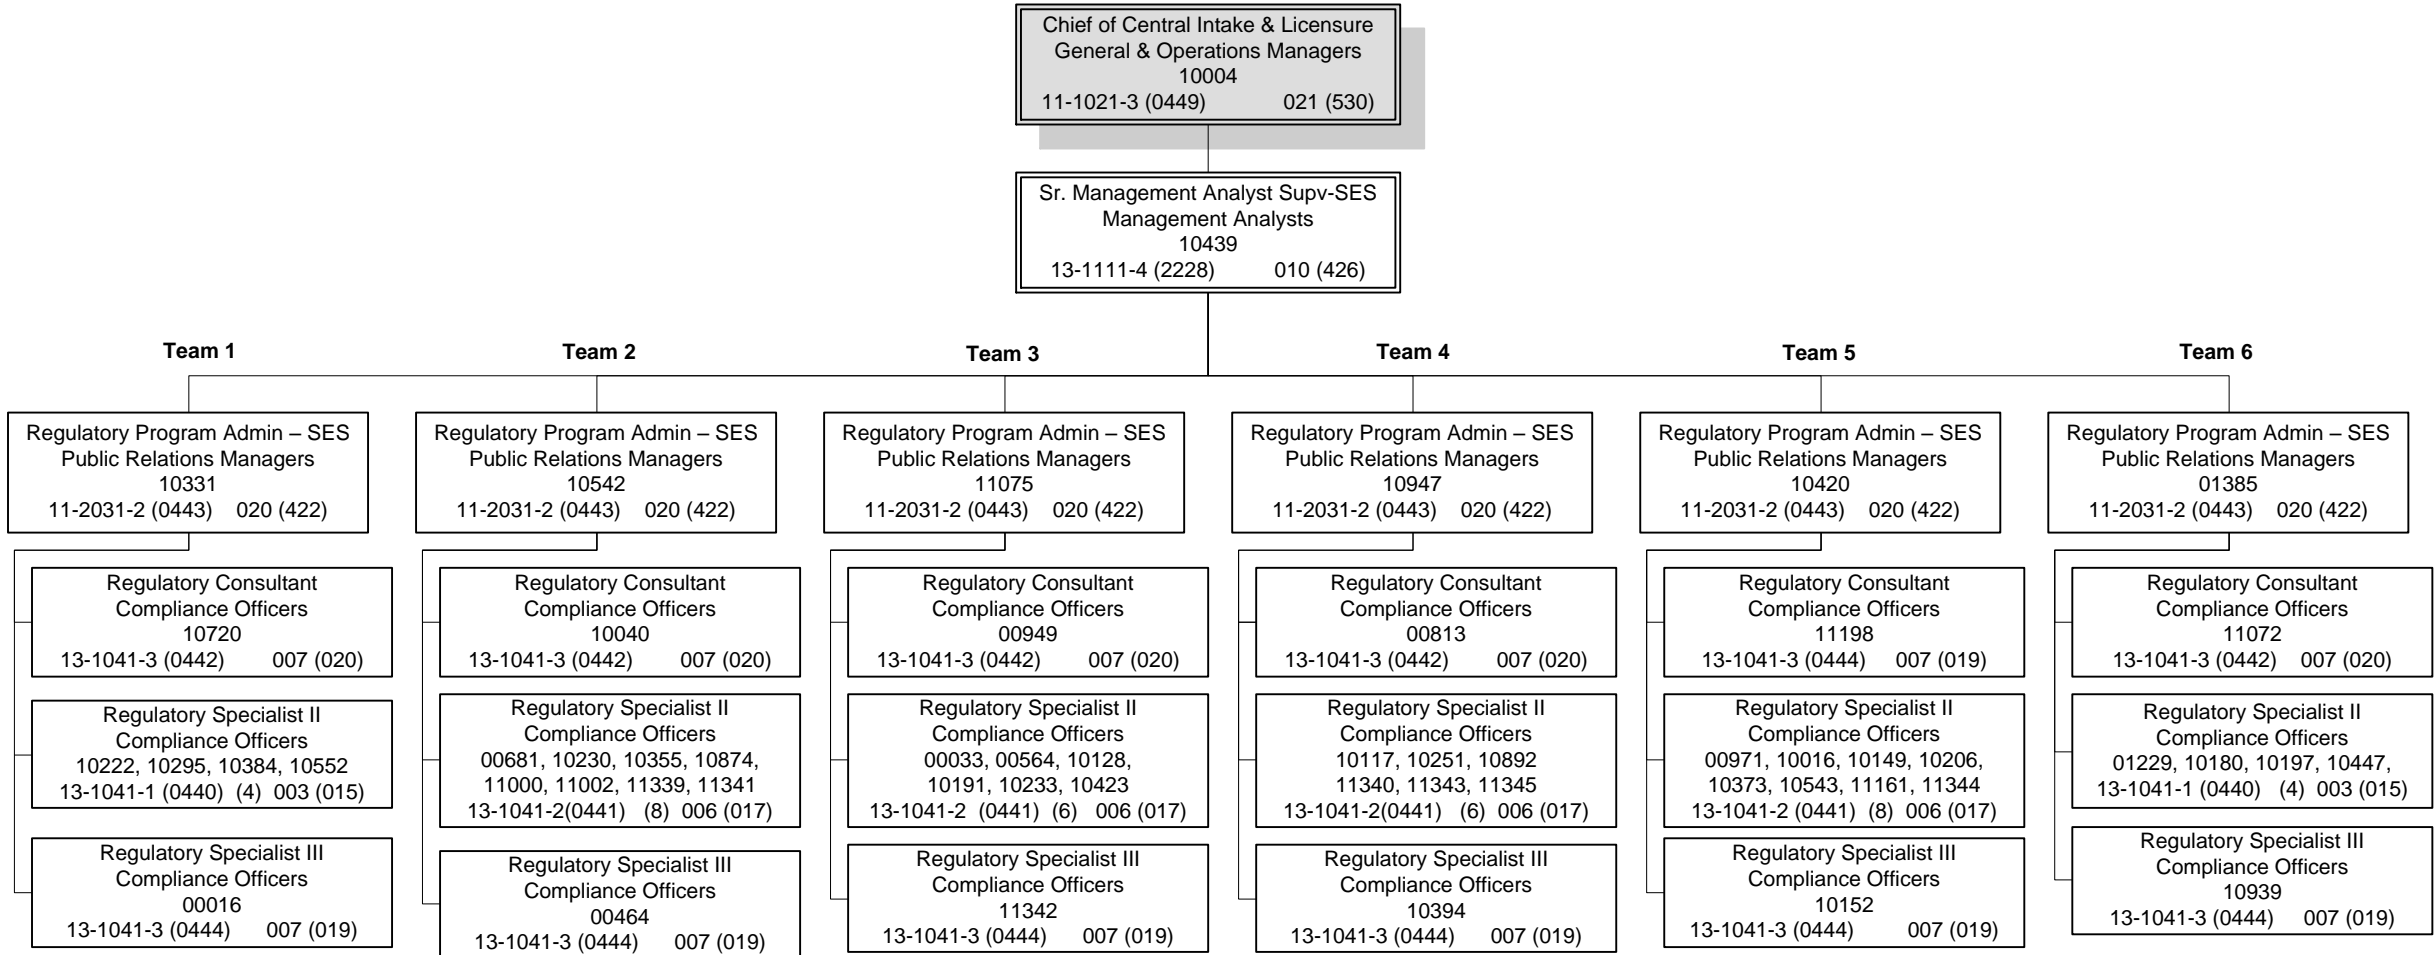 Chief of Central Intake & Licensure
General & Operations Managers
10004
11-1021-3 (0449) 021 (530)
Sr. Management Analyst Supv-SES
Management Analysts
10439
13-1111-4 (2228) 010 (426)
Team 1
Regulatory Program Admin – SES
Public Relations Managers
10331
11-2031-2 (0443) 020 (422)
Regulatory Consultant
Compliance Officers
10720
13-1041-3 (0442) 007 (020)
Regulatory Specialist II
Compliance Officers
10222, 10295, 10384, 10552
13-1041-1 (0440) (4) 003 (015)
Regulatory Specialist III
Compliance Officers
00016
13-1041-3 (0444) 007 (019)
Team 2
Regulatory Program Admin – SES
Public Relations Managers
10542
11-2031-2 (0443) 020 (422)
Regulatory Consultant
Compliance Officers
10040
13-1041-3 (0442) 007 (020)
Regulatory Specialist II
Compliance Officers
00681, 10230, 10355, 10874,
11000, 11002, 11339, 11341
13-1041-2(0441) (8) 006 (017)
Regulatory Specialist III
Compliance Officers
00464
13-1041-3 (0444) 007 (019)
Team 3
Regulatory Program Admin – SES
Public Relations Managers
11075
11-2031-2 (0443) 020 (422)
Regulatory Consultant
Compliance Officers
00949
13-1041-3 (0442) 007 (020)
Regulatory Specialist II
Compliance Officers
00033, 00564, 10128,
10191, 10233, 10423
13-1041-2 (0441) (6) 006 (017)
Regulatory Specialist III
Compliance Officers
11342
13-1041-3 (0444) 007 (019)
Team 4
Regulatory Program Admin – SES
Public Relations Managers
10947
11-2031-2 (0443) 020 (422)
Regulatory Consultant
Compliance Officers
00813
13-1041-3 (0442) 007 (020)
Regulatory Specialist II
Compliance Officers
10117, 10251, 10892
11340, 11343, 11345
13-1041-2(0441) (6) 006 (017)
Regulatory Specialist III
Compliance Officers
10394
13-1041-3 (0444) 007 (019)
Team 5
Regulatory Program Admin – SES
Public Relations Managers
10420
11-2031-2 (0443) 020 (422)
Regulatory Consultant
Compliance Officers
11198
13-1041-3 (0444) 007 (019)
Regulatory Specialist II
Compliance Officers
00971, 10016, 10149, 10206,
10373, 10543, 11161, 11344
13-1041-2 (0441) (8) 006 (017)
Regulatory Specialist III
Compliance Officers
10152
13-1041-3 (0444) 007 (019)
Team 6
Regulatory Program Admin – SES
Public Relations Managers
01385
11-2031-2 (0443) 020 (422)
Regulatory Consultant
Compliance Officers
11072
13-1041-3 (0442) 007 (020)
Regulatory Specialist II
Compliance Officers
01229, 10180, 10197, 10447,
13-1041-1 (0440) (4) 003 (015)
Regulatory Specialist III
Compliance Officers
10939
13-1041-3 (0444) 007 (019)